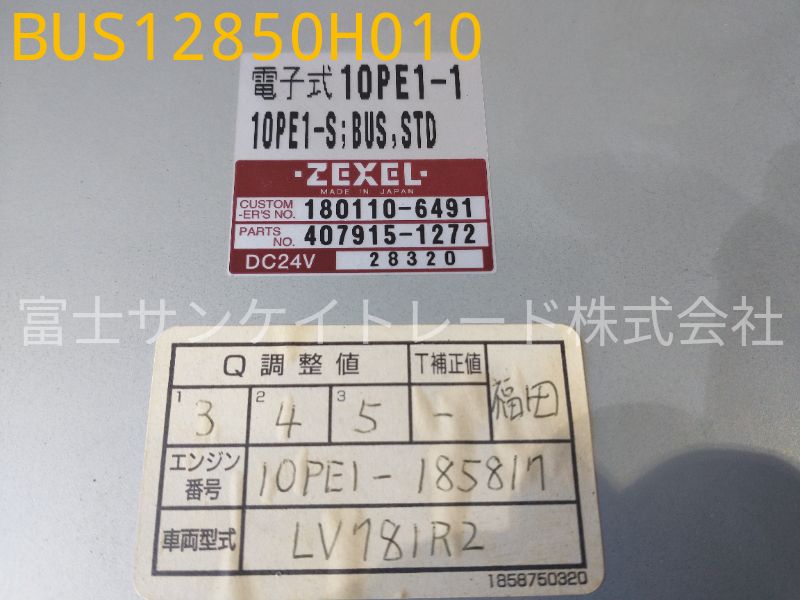 BUS12850H010
電子式10PE1-1
10PE1-S;BUS,STD
・ZEXEL・
MADE IN JAPAN
CUSTOM-ER'S NO. 180110-6491
PARTS NO. 407915-1272
DC24V 28320
富士サンケイトレード株式会社
Q調整値 T補正値 福田
1 3 2 4 3 5 -
エンジン番号 10PE1-185817
車両型式 LV781R2
1858750320